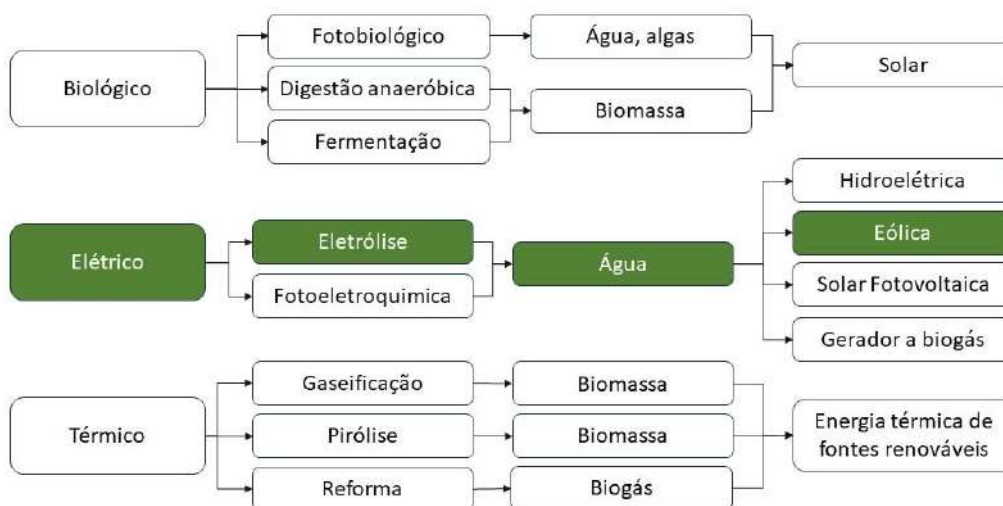 Biológico
Fotobiológico
Água, algas
Digestão anaeróbica
Fermentação
Biomassa
Solar
Elétrico
Eletrólise
Fotoeletroquimica
Água
Hidroelétrica
Eólica
Solar Fotovoltaica
Gerador a biogás
Térmico
Gaseificação
Biomassa
Pirólise
Biomassa
Reforma
Biogás
Energia térmica de
fontes renováveis